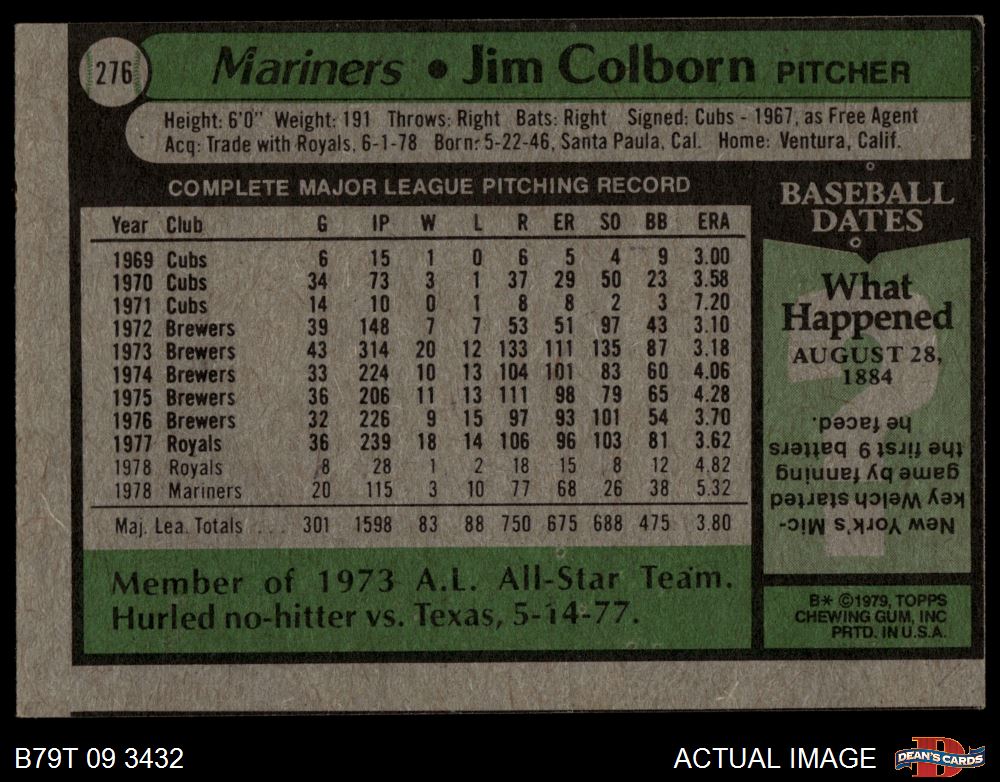 276
Mariners • Jim Colborn PITCHER
Height: 6'0" Weight: 191 Throws: Right Bats: Right Signed: Cubs - 1967, as Free Agent
Acq: Trade with Royals, 6-1-78 Born: 5-22-46, Santa Paula, Cal. Home: Ventura, Calif.
COMPLETE MAJOR LEAGUE PITCHING RECORD
Year Club G IP W L R ER SO BB ERA
1969 Cubs 6 15 1 0 6 5 4 9 3.00
1970 Cubs 34 73 3 1 37 29 50 23 3.58
1971 Cubs 14 10 0 1 8 8 2 3 7.20
1972 Brewers 39 148 7 7 53 51 97 43 3.10
1973 Brewers 43 314 20 12 133 111 135 87 3.18
1974 Brewers 33 224 10 13 104 101 83 60 4.06
1975 Brewers 36 206 11 13 111 98 79 65 4.28
1976 Brewers 32 226 9 15 97 93 101 54 3.70
1977 Royals 36 239 18 14 106 96 103 81 3.62
1978 Royals 8 28 1 2 18 15 8 12 4.82
1978 Mariners 20 115 3 10 77 68 26 38 5.32
Maj. Lea. Totals ... 301 1598 83 88 750 675 688 475 3.80
Member of 1973 A.L. All-Star Team.
Hurled no-hitter vs. Texas, 5-14-77.
BASEBALL
DATES
What
Happened
AUGUST 28,
1884
New York's Mic-
key Welch started
game by fanning
the first 9 batters
he faced.
B* ©1979, TOPPS
CHEWING GUM, INC
PRTD. IN U.S.A.
B79T 09 3432
ACTUAL IMAGE
D
DEAN'S CARDS